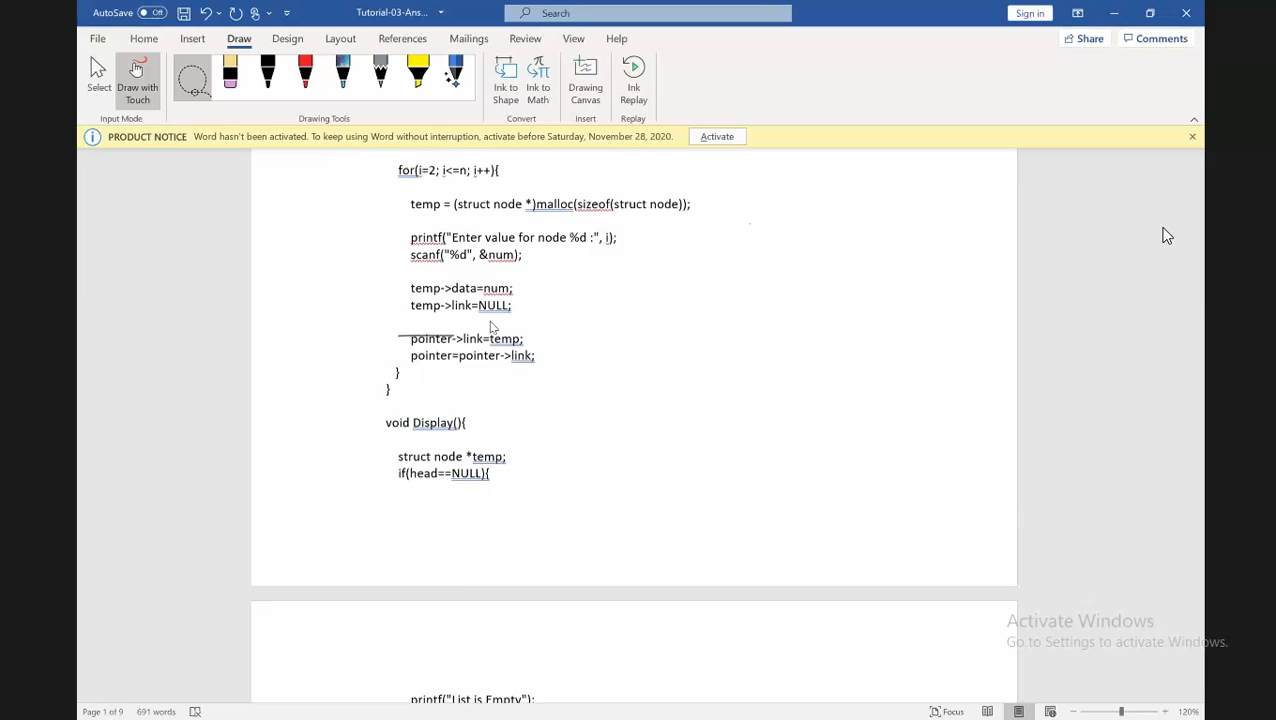 AutoSave Off Tutorial-03-Ans... Search Sign in
File Home Insert Draw Design Layout References Mailings Review View Help Share Comments
Select Draw with Touch Ink to Shape Ink to Math Drawing Canvas Ink Replay
Input Mode Drawing Tools Convert Insert Replay
PRODUCT NOTICE Word hasn't been activated. To keep using Word without interruption, activate before Saturday, November 28, 2020. Activate
for(i=2; i<=n; i++){
temp = (struct node *)malloc(sizeof(struct node));
printf("Enter value for node %d :", i);
scanf("%d", &num);
temp->data=num;
temp->link=NULL;
pointer->link=temp;
pointer=pointer->link;
}
}
void Display(){
struct node *temp;
if(head==NULL){
Activate Windows
Go to Settings to activate Windows.
printf("List is Empty");
Page 1 of 9 691 words Focus 120%